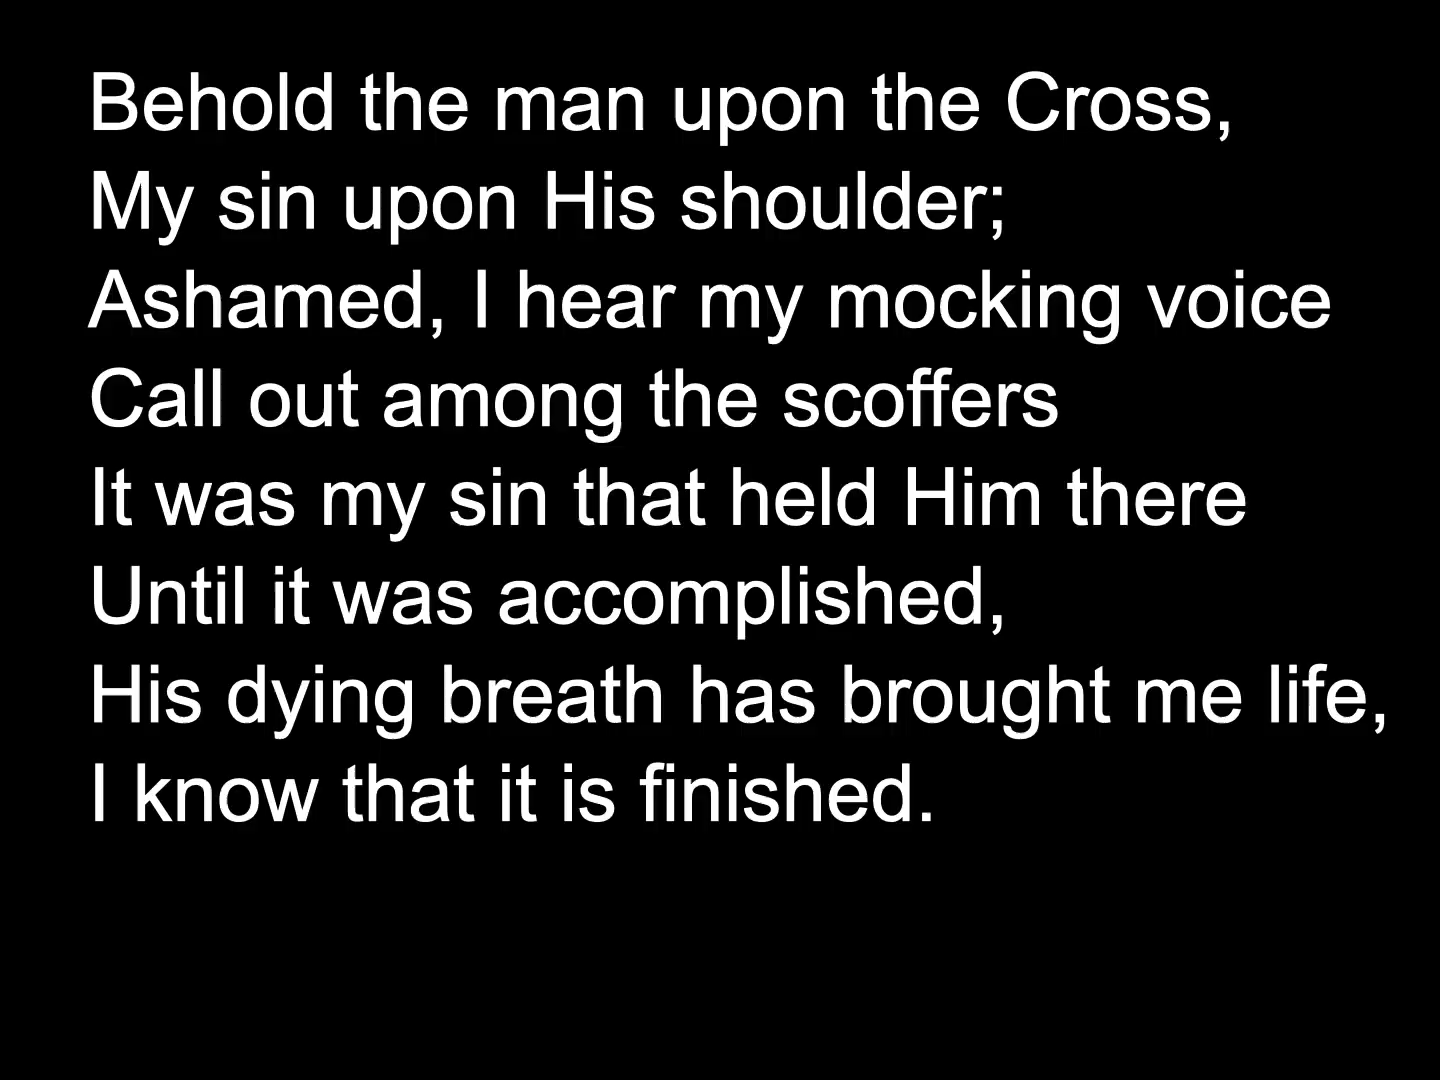 Behold the man upon the Cross,
My sin upon His shoulder;
Ashamed, I hear my mocking voice
Call out among the scoffers
It was my sin that held Him there
Until it was accomplished,
His dying breath has brought me life,
I know that it is finished.